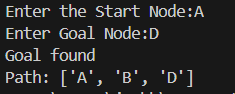 Enter the Start Node:A
Enter Goal Node:D
Goal found
Path: ['A', 'B', 'D']